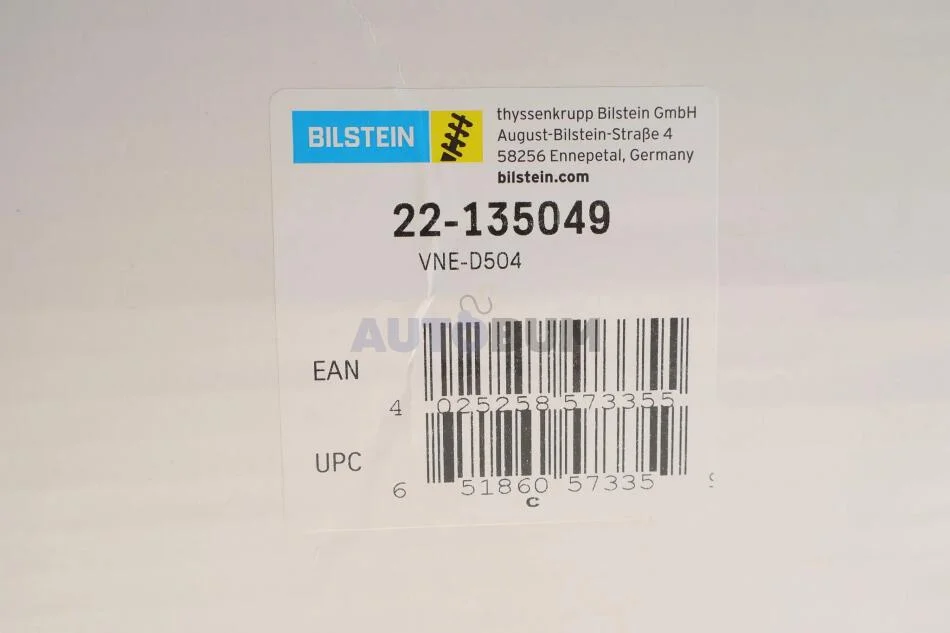 BILSTEIN
thyssenkrupp Bilstein GmbH
August-Bilstein-Straße 4
58256 Ennepetal, Germany
bilstein.com
22-135049
VNE-D504
AUTOBUM
EAN
4 025258 573355
UPC
6 51860 57335
c